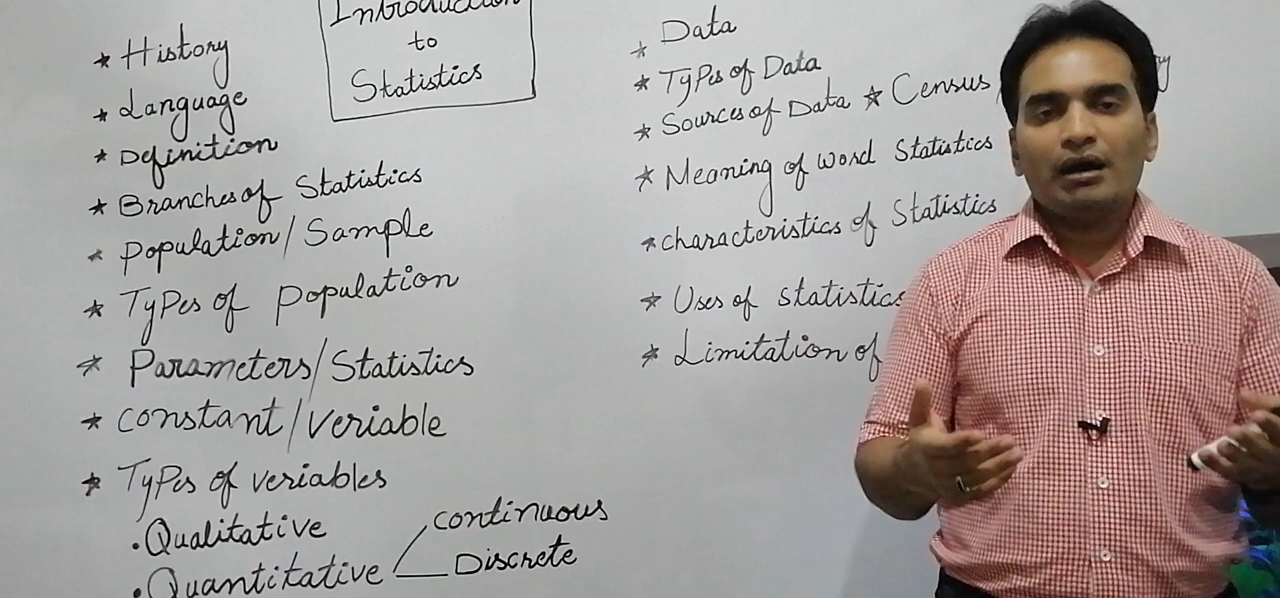 Introduction
to
Statistics
* History
* Language
* Definition
* Branches of Statistics
* Population/Sample
* Types of Population
* Parameters/Statistics
* Constant/Veriable
* Types of veriables
• Qualitative
• Quantitative
Continuous
Discrete
* Data
* Types of Data
* Sources of Data * Census
* Meaning of word Statistics
* characteristics of Statistics
* Uses of statistics
* Limitation of